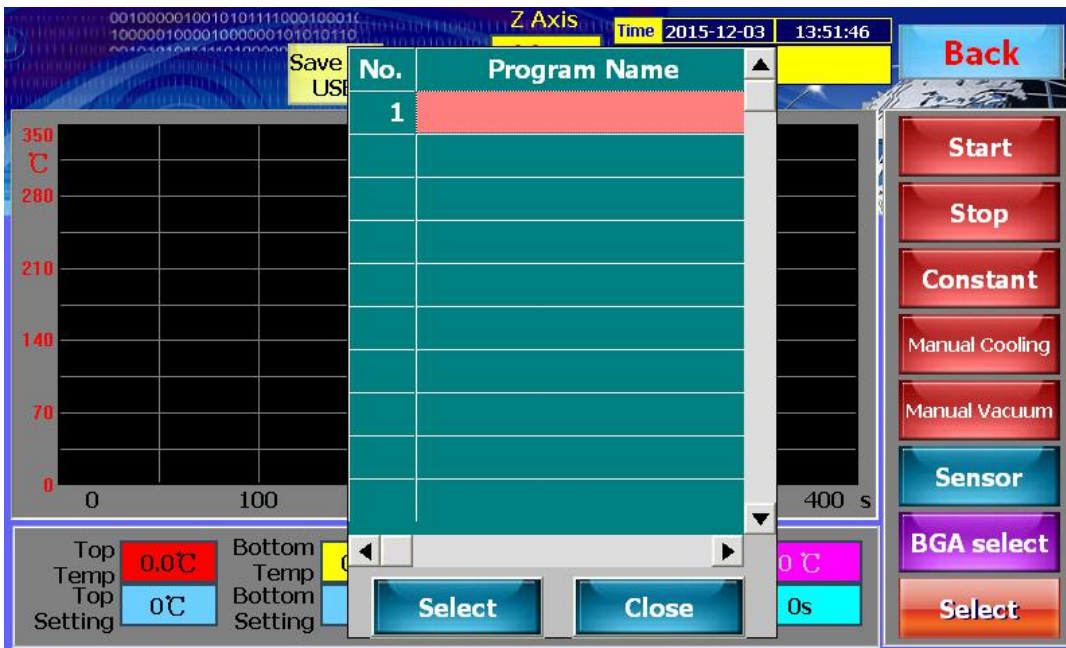 00100000100101011110001000010
Z Axis
Time 2015-12-03 13:51:46
Back
Save
US
No. Program Name
1
350
℃
280
210
140
70
0
0 100 400 s
Start
Stop
Constant
Manual Cooling
Manual Vacuum
Sensor
BGA select
Select
Top Temp 0.0℃
Bottom Temp
0 ℃
Top Setting 0℃
Bottom Setting
0s
Select Close